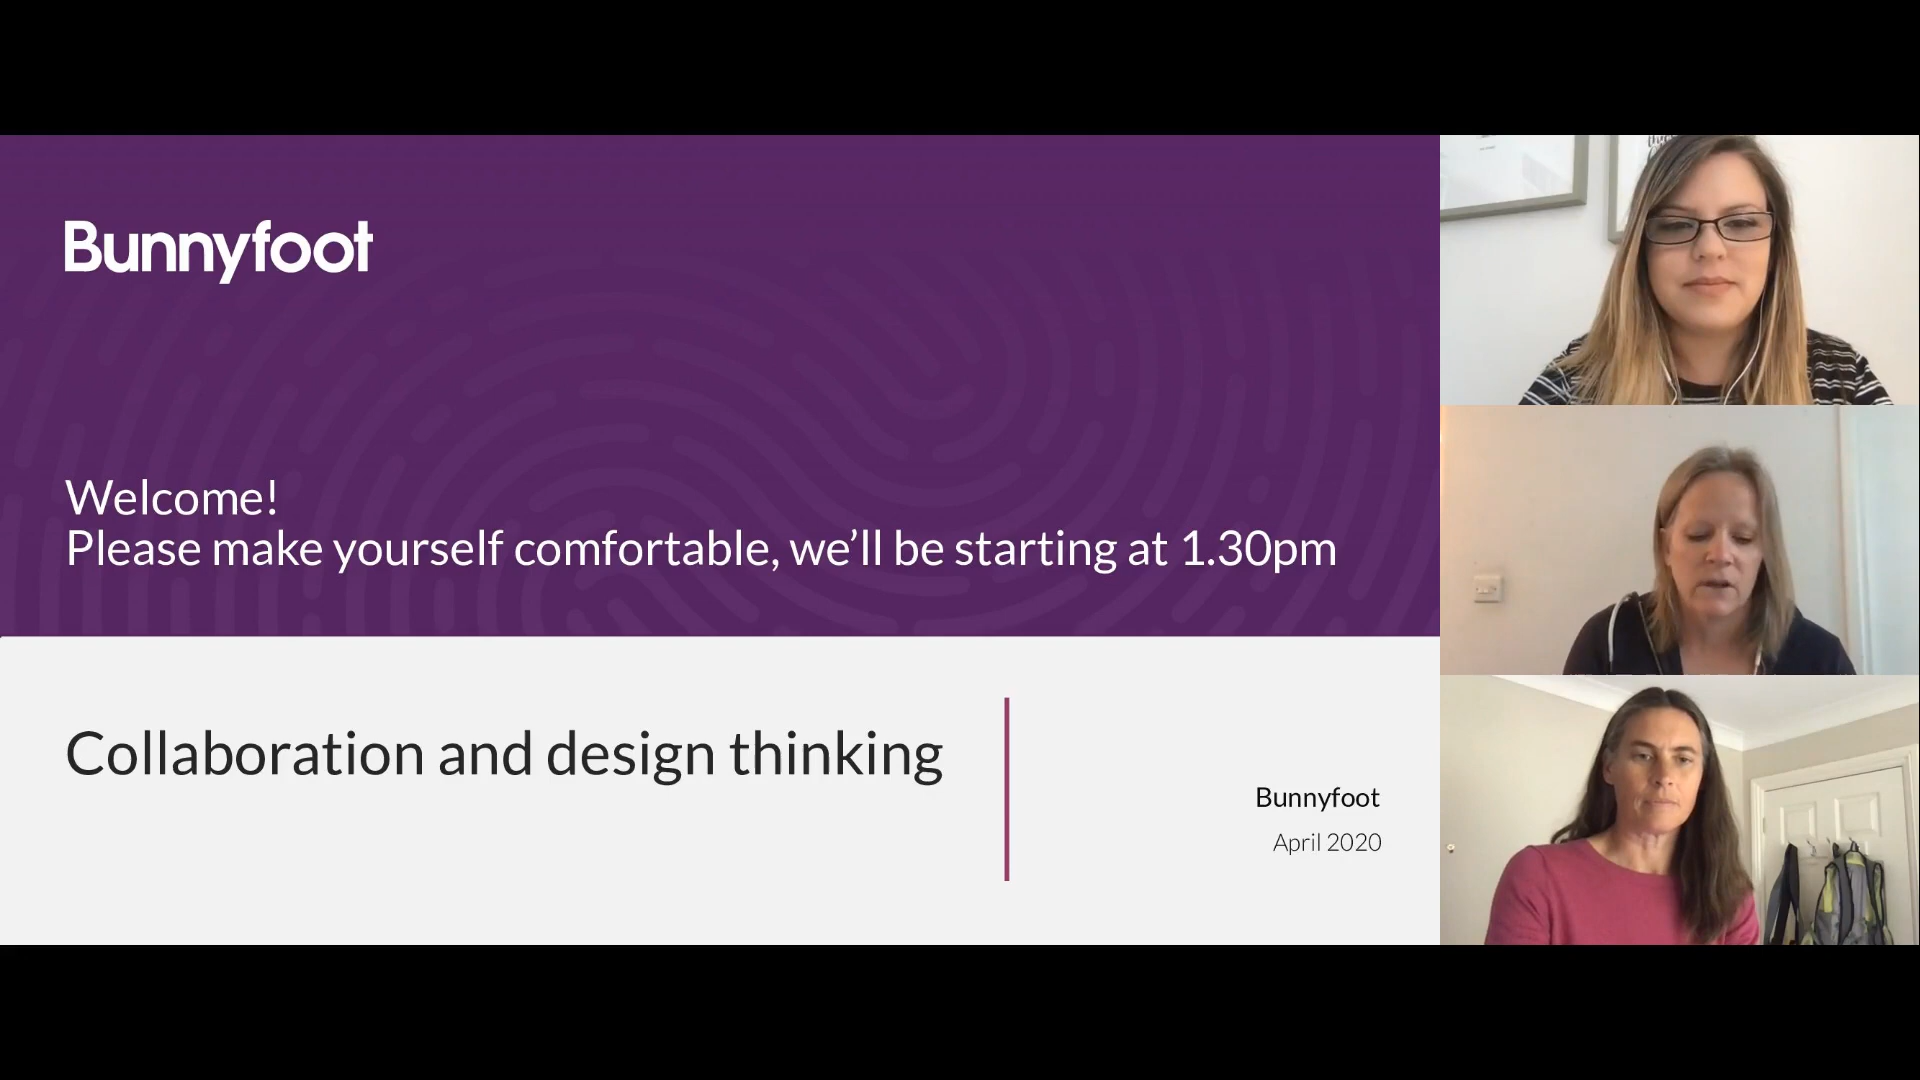 Bunnyfoot
Welcome!
Please make yourself comfortable, we’ll be starting at 1.30pm
Collaboration and design thinking
Bunnyfoot
April 2020